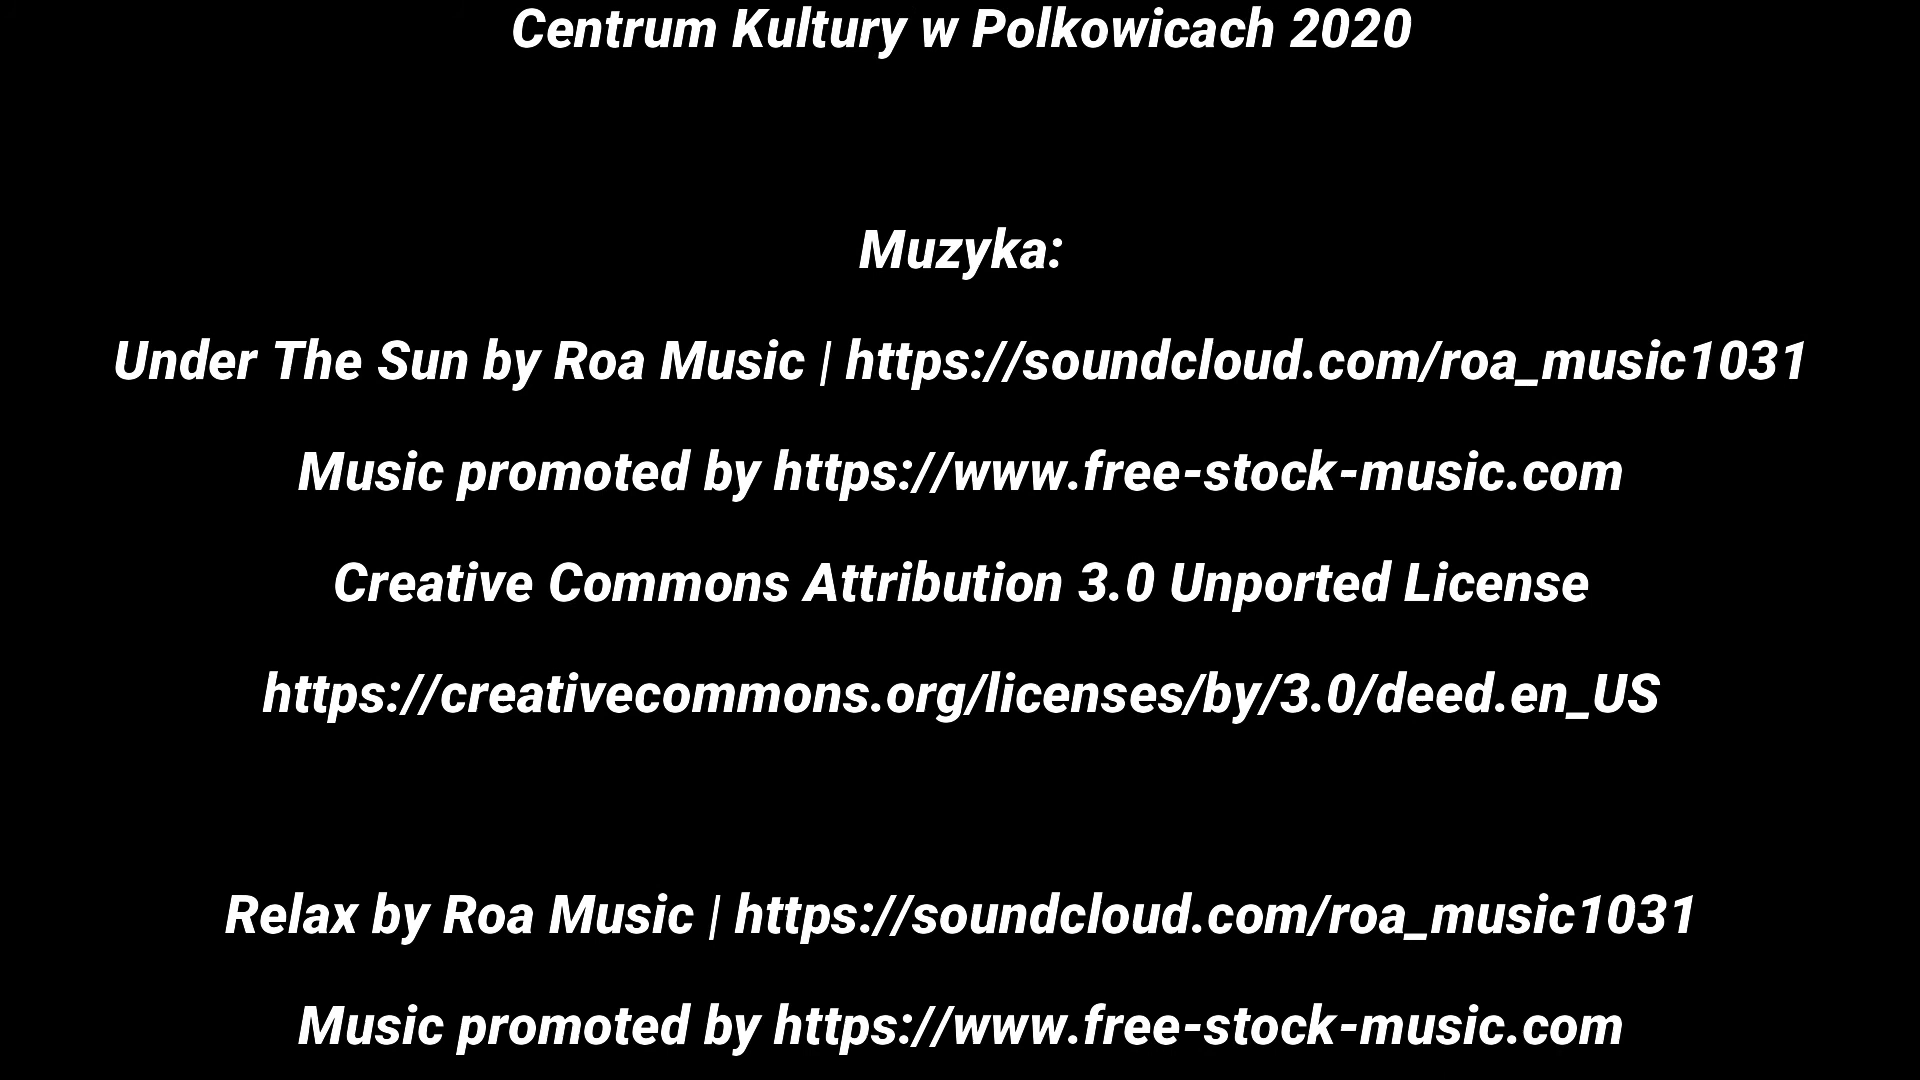 Centrum Kultury w Polkowicach 2020
Muzyka:
Under The Sun by Roa Music | https://soundcloud.com/roa_music1031
Music promoted by https://www.free-stock-music.com
Creative Commons Attribution 3.0 Unported License
https://creativecommons.org/licenses/by/3.0/deed.en_US
Relax by Roa Music | https://soundcloud.com/roa_music1031
Music promoted by https://www.free-stock-music.com